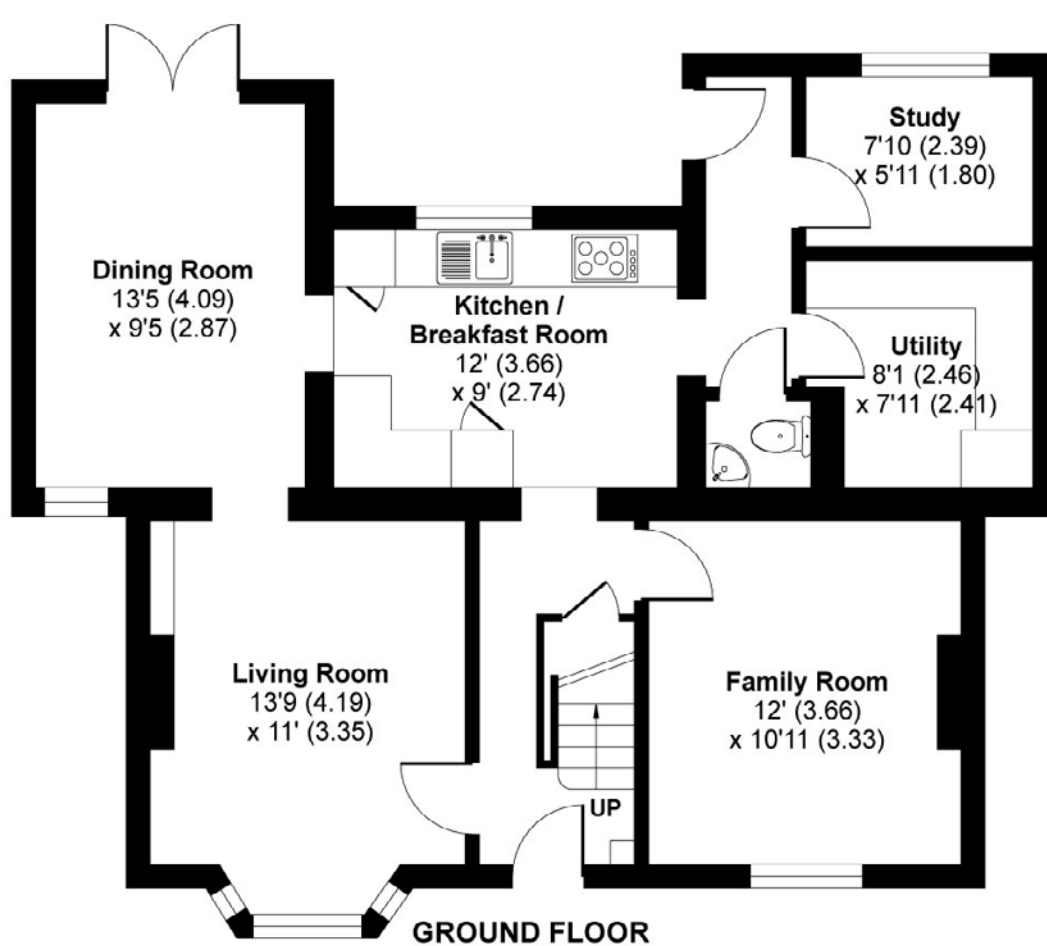 Study
7'10 (2.39)
x 5'11 (1.80)
Dining Room
13'5 (4.09)
x 9'5 (2.87)
Kitchen /
Breakfast Room
12' (3.66)
x 9' (2.74)
Utility
8'1 (2.46)
x 7'11 (2.41)
Living Room
13'9 (4.19)
x 11' (3.35)
Family Room
12' (3.66)
x 10'11 (3.33)
UP
GROUND FLOOR